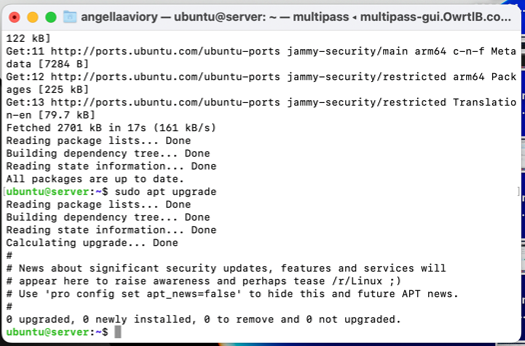 angellaaviory — ubuntu@server: ~ — multipass ◂ multipass-gui.OwrtlB.co...
122 kB]
Get:11 http://ports.ubuntu.com/ubuntu-ports jammy-security/main arm64 c-n-f Meta
data [7284 B]
Get:12 http://ports.ubuntu.com/ubuntu-ports jammy-security/restricted arm64 Pack
ages [225 kB]
Get:13 http://ports.ubuntu.com/ubuntu-ports jammy-security/restricted Translatio
n-en [79.7 kB]
Fetched 2701 kB in 17s (161 kB/s)
Reading package lists... Done
Building dependency tree... Done
Reading state information... Done
All packages are up to date.
[ubuntu@server:~$ sudo apt upgrade ]
Reading package lists... Done
Building dependency tree... Done
Reading state information... Done
Calculating upgrade... Done
#
# News about significant security updates, features and services will
# appear here to raise awareness and perhaps tease /r/Linux ;)
# Use 'pro config set apt_news=false' to hide this and future APT news.
#
0 upgraded, 0 newly installed, 0 to remove and 0 not upgraded.
ubuntu@server:~$